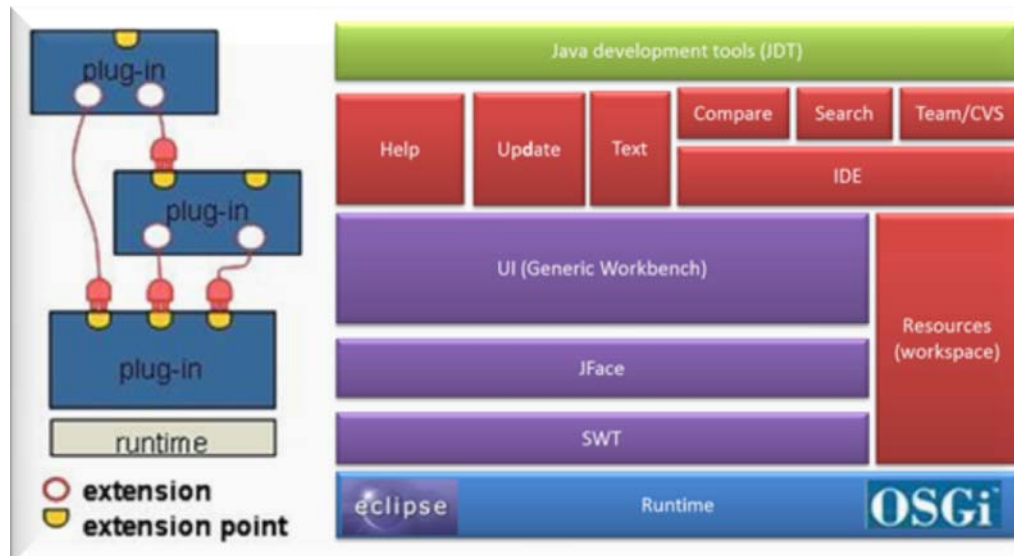 plug-in
plug-in
plug-in
runtime
extension
extension point
Java development tools (JDT)
Help
Update
Text
Compare
Search
Team/CVS
IDE
UI (Generic Workbench)
Resources
(workspace)
JFace
SWT
eclipse
Runtime
OSGi™